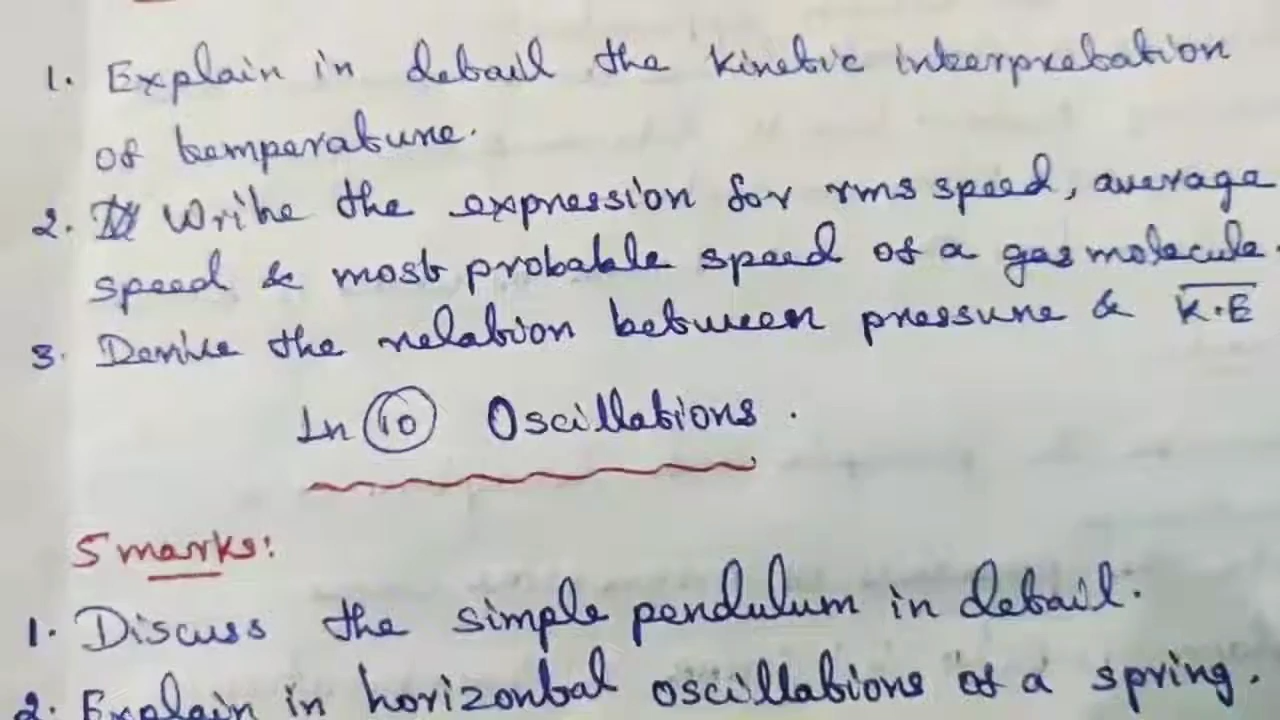 1. Explain in detail the kinetic interpretation
of temperature.
2. Write the expression for rms speed, average
speed & most probable speed of a gas molecule.
3. Derive the relation between pressure & K.E
Ln 10 Oscillations.
5 marks:
1. Discuss the simple pendulum in detail.
2. Explain in horizontal oscillations of a spring.